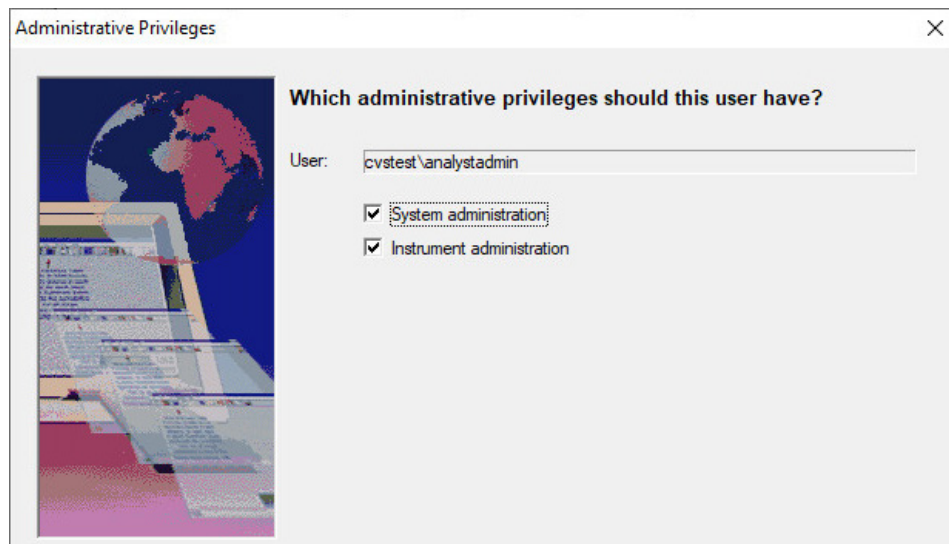 Administrative Privileges
Which administrative privileges should this user have?
User: cvstest\analystadmin
System administration
Instrument administration